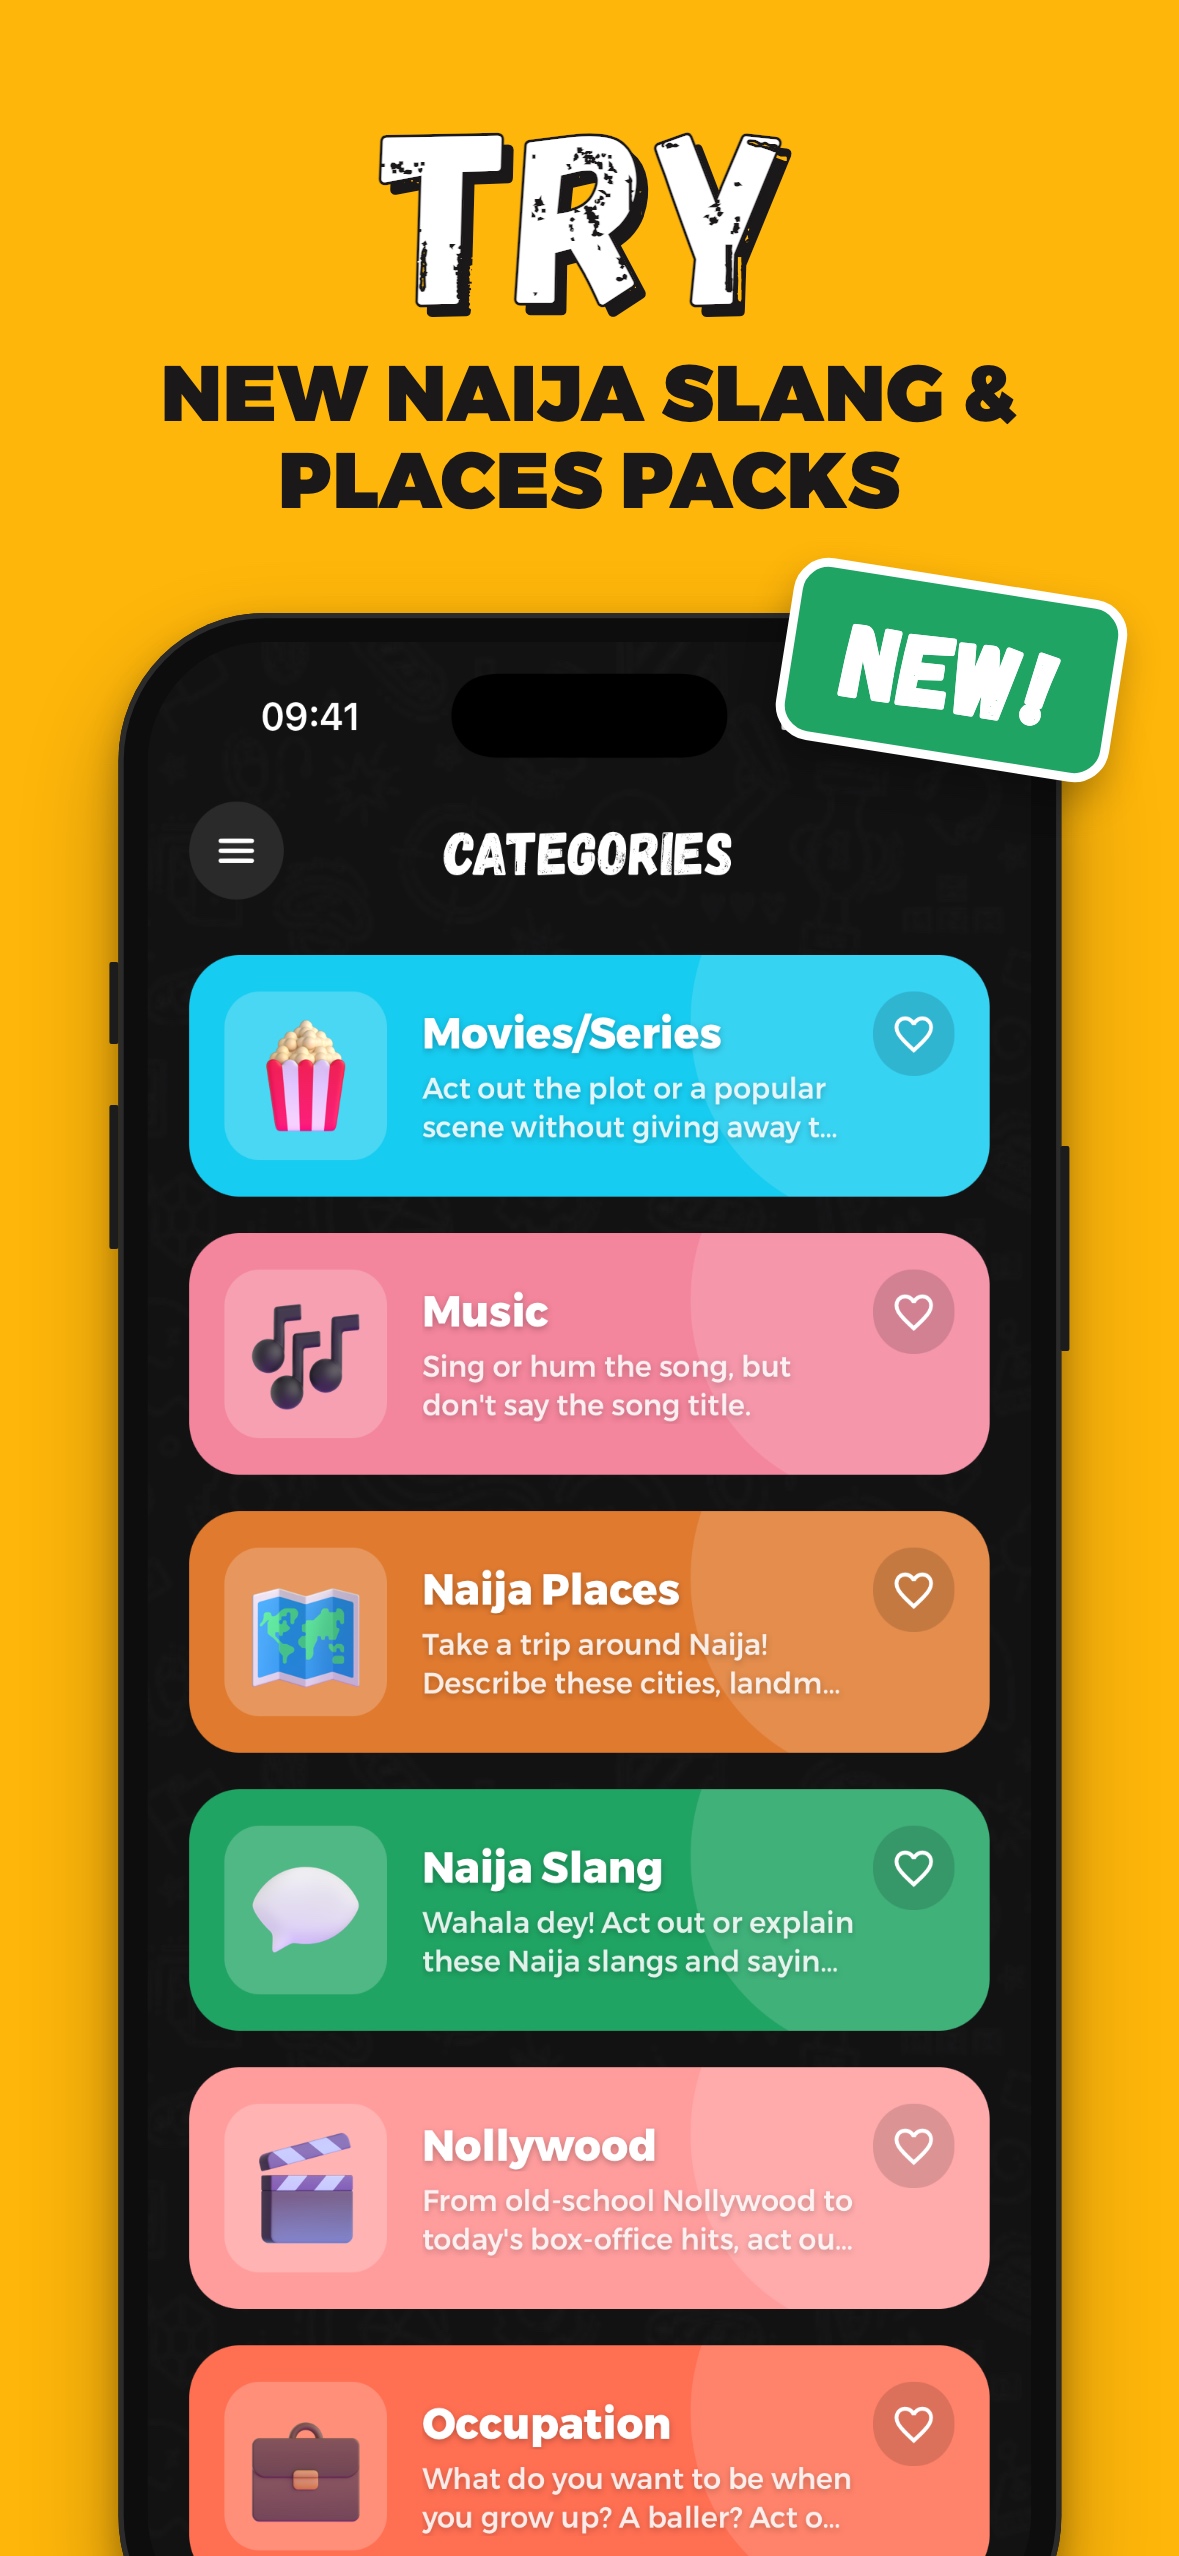 TRY
NEW NAIJA SLANG &
PLACES PACKS
NEW!
09:41
CATEGORIES
Movies/Series
Act out the plot or a popular
scene without giving away t...
Music
Sing or hum the song, but
don't say the song title.
Naija Places
Take a trip around Naija!
Describe these cities, landm...
Naija Slang
Wahala dey! Act out or explain
these Naija slangs and sayin...
Nollywood
From old-school Nollywood to
today's box-office hits, act ou...
Occupation
What do you want to be when
you grow up? A baller? Act o...